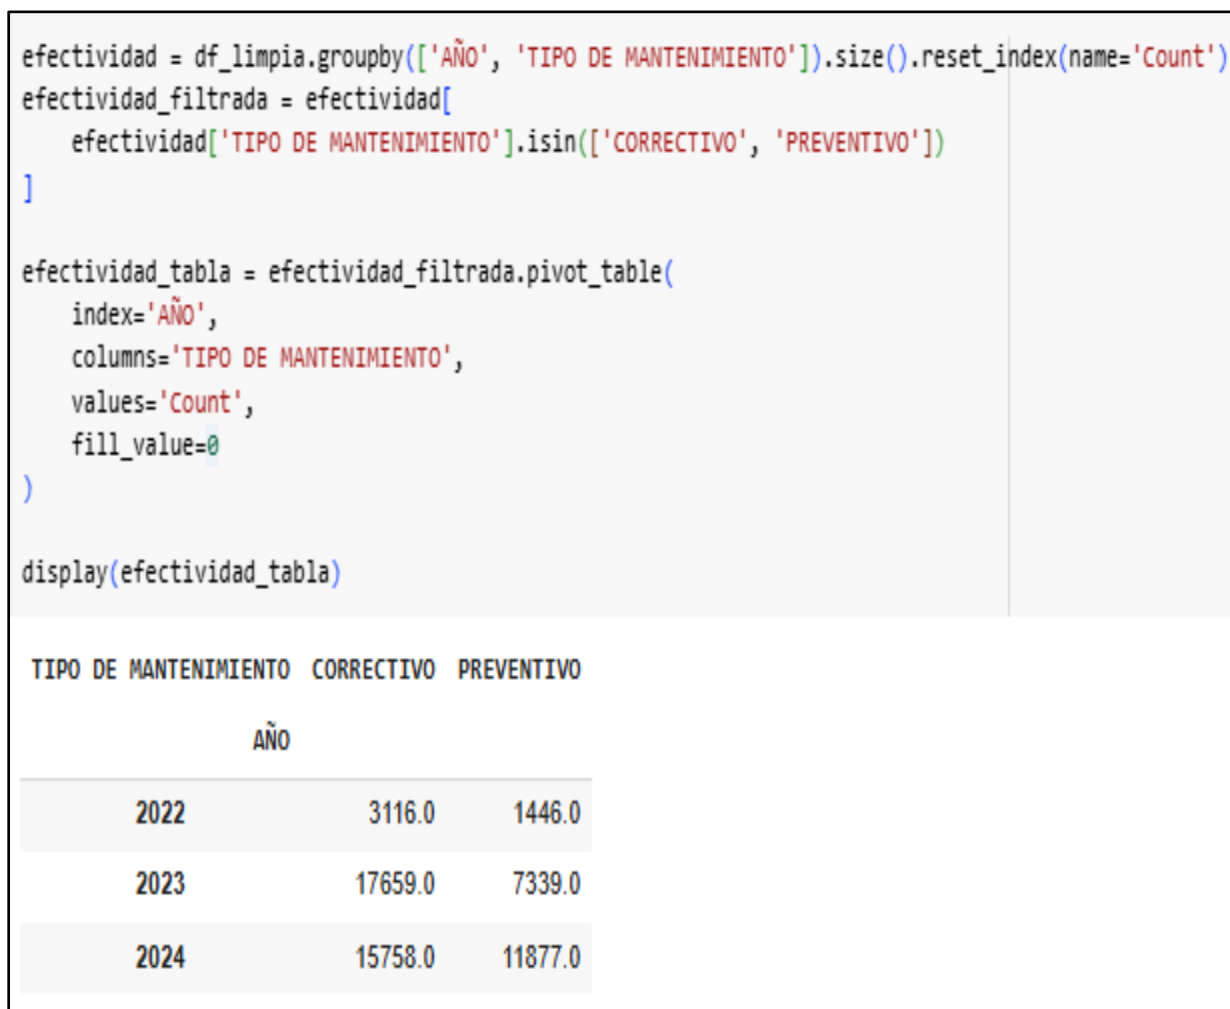 efectividad = df_limpia.groupby(['AÑO', 'TIPO DE MANTENIMIENTO']).size().reset_index(name='Count')
efectividad_filtrada = efectividad[
    efectividad['TIPO DE MANTENIMIENTO'].isin(['CORRECTIVO', 'PREVENTIVO'])
]
efectividad_tabla = efectividad_filtrada.pivot_table(
    index='AÑO',
    columns='TIPO DE MANTENIMIENTO',
    values='Count',
    fill_value=0
)
display(efectividad_tabla)
TIPO DE MANTENIMIENTO CORRECTIVO PREVENTIVO
AÑO
2022 3116.0 1446.0
2023 17659.0 7339.0
2024 15758.0 11877.0